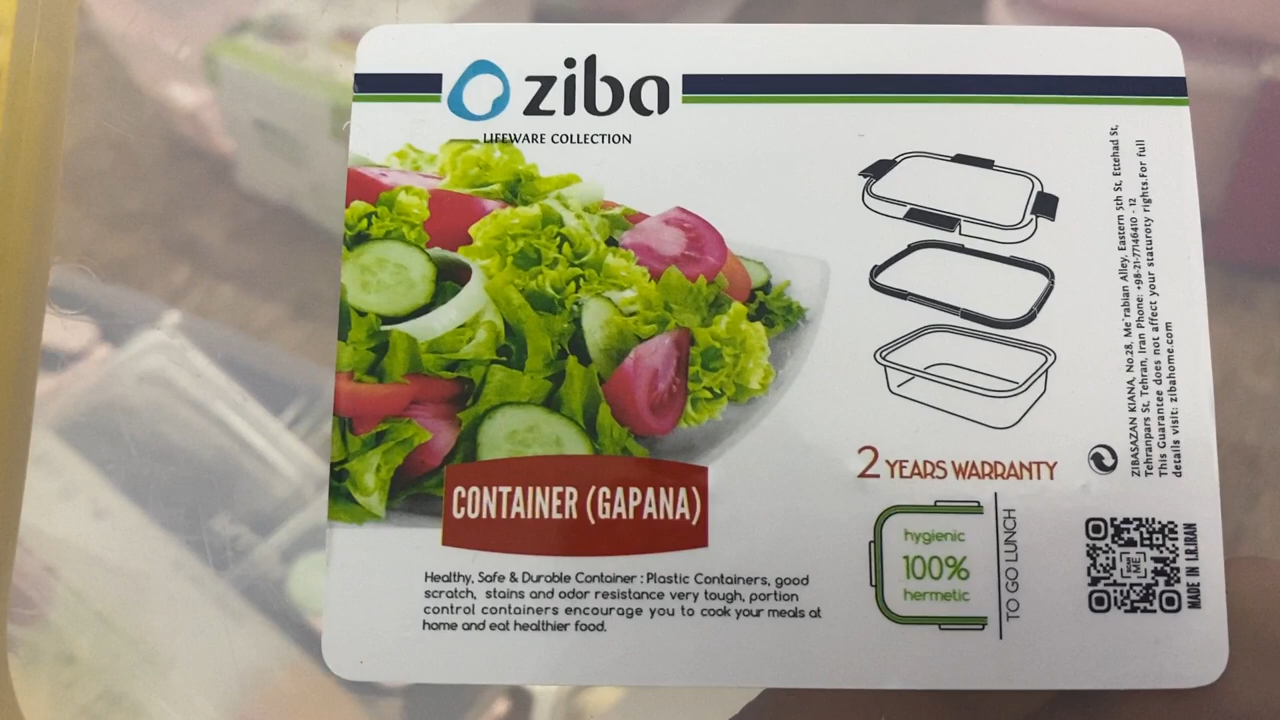 ziba
LIFEWARE COLLECTION
CONTAINER (GAPANA)
Healthy, Safe & Durable Container : Plastic Containers, good
scratch, stains and odor resistance very tough, portion
control containers encourage you to cook your meals at
home and eat healthier food.
2 YEARS WARRANTY
hygienic
100%
hermetic
TO GO LUNCH
ZIBASAZAN KIANA, No.28, Me`rabian Alley, Eastern 5th St, Ettehad St,
Tehranpars St, Tehran, Iran Phone: +98-21-77146410 - 12
This Guarantee does not affect your staturoty rights.For full
details visit: zibahome.com
SCAN
ME
MADE IN I.R.IRAN